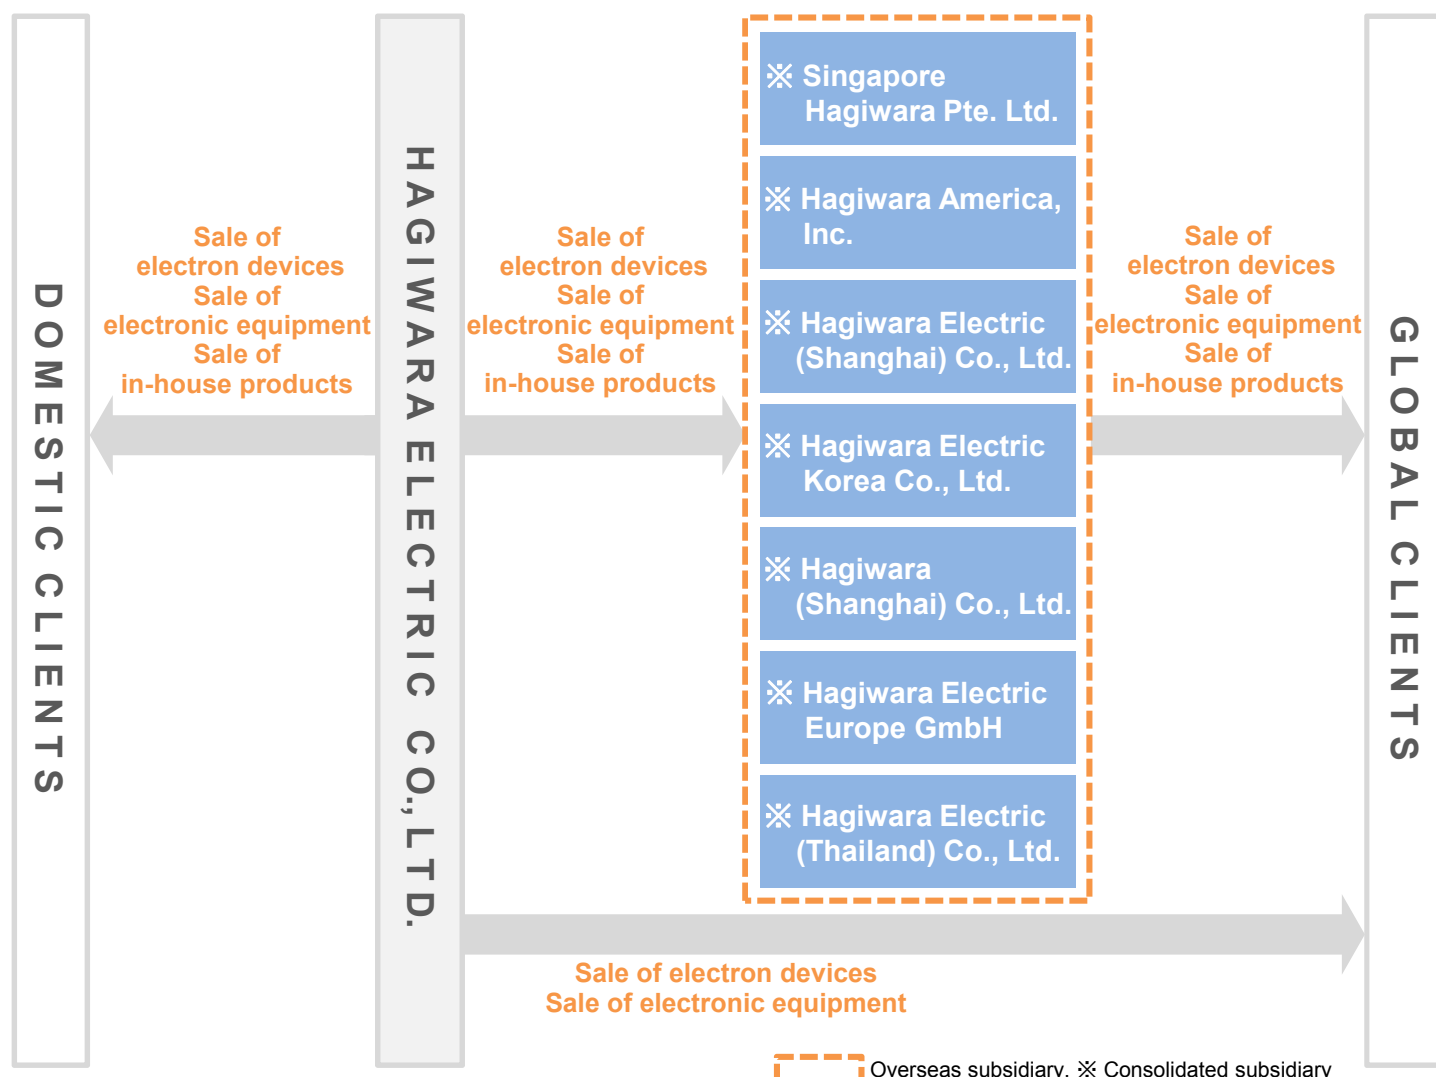 DOMESTIC CLIENTS
Sale of
electron devices
Sale of
electronic equipment
Sale of
in-house products
HAGIWARA ELECTRIC CO., LTD.
Sale of
electron devices
Sale of
electronic equipment
Sale of
in-house products
※ Singapore
Hagiwara Pte. Ltd.
※ Hagiwara America,
Inc.
※ Hagiwara Electric
(Shanghai) Co., Ltd.
※ Hagiwara Electric
Korea Co., Ltd.
※ Hagiwara
(Shanghai) Co., Ltd.
※ Hagiwara Electric
Europe GmbH
※ Hagiwara Electric
(Thailand) Co., Ltd.
Sale of
electron devices
Sale of
electronic equipment
Sale of
in-house products
GLOBAL CLIENTS
Sale of electron devices
Sale of electronic equipment
Overseas subsidiary, ※ Consolidated subsidiary